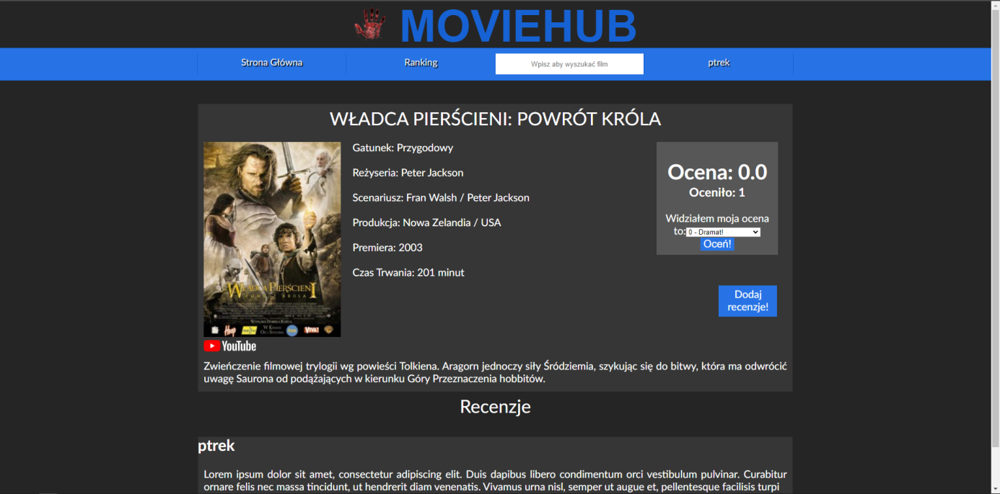 MOVIEHUB
Strona Główna
Ranking
Wpisz aby wyszukać film
ptrek
WŁADCA PIERŚCIENI: POWRÓT KRÓLA
Gatunek: Przygodowy
Reżyseria: Peter Jackson
Scenariusz: Fran Walsh / Peter Jackson
Produkcja: Nowa Zelandia / USA
Premiera: 2003
Czas Trwania: 201 minut
Ocena: 0.0
Oceniło: 1
Widziałem moja ocena
to: 0 - Dramat!
Oceń!
Dodaj
recenzje!
WŁADCA PIERŚCIENI
POWRÓT KRÓLA
VIVA!
YouTube
Zwieńczenie filmowej trylogii wg powieści Tolkiena. Aragorn jednoczy siły Śródziemia, szykując się do bitwy, która ma odwrócić
uwagę Saurona od podążających w kierunku Góry Przeznaczenia hobbitów.
Recenzje
ptrek
Lorem ipsum dolor sit amet, consectetur adipiscing elit. Duis dapibus libero condimentum orci vestibulum pulvinar. Curabitur
ornare felis nec massa tincidunt, ut hendrerit diam venenatis. Vivamus urna nisl, semper ut augue et, pellentesque facilisis turpi